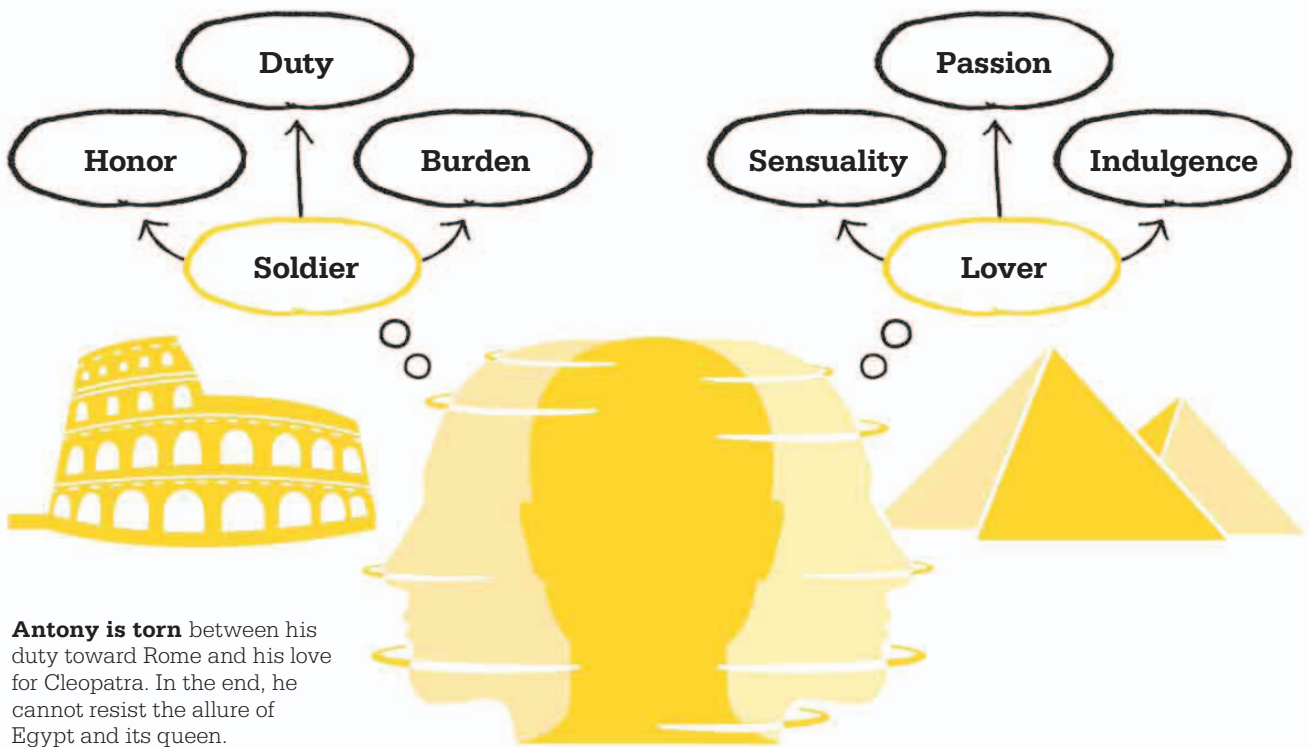 Duty
Honor
Burden
Soldier
Passion
Sensuality
Indulgence
Lover
Antony is torn between his
duty toward Rome and his love
for Cleopatra. In the end, he
cannot resist the allure of
Egypt and its queen.